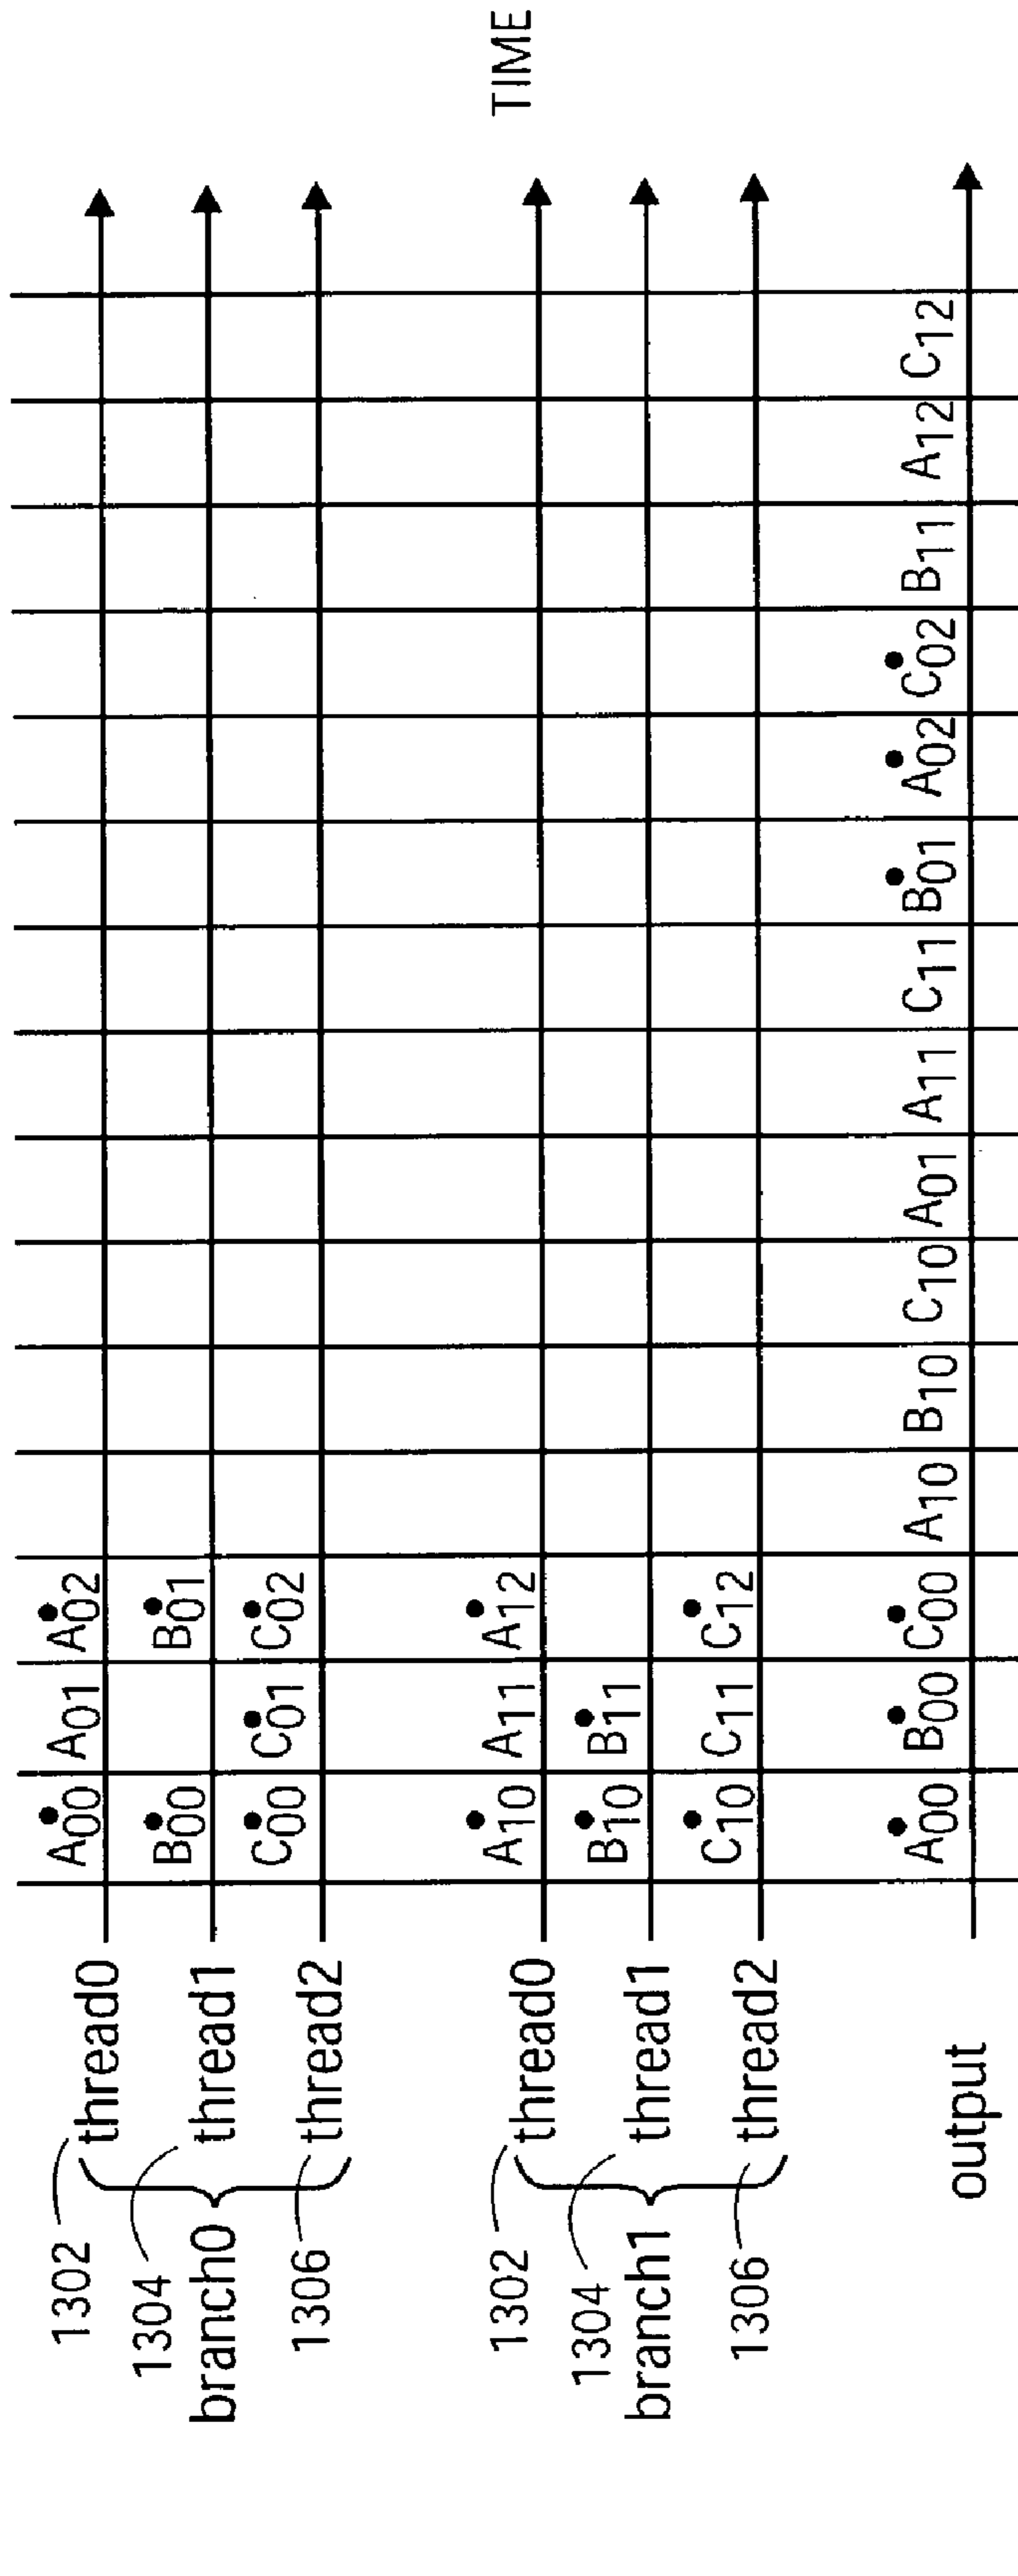 TIME
1302
thread0
A00 A01 A02
1304
branch0
thread1
B00 B01
1306
thread2
C00 C01 C02
1302
thread0
A10 A11 A12
1304
branch1
thread1
B10 B11
1306
thread2
C10 C11 C12
output
A00 B00 C00 A10 B10 C10 A01 A11 C11 B01 A02 C02 B11 A12 C12